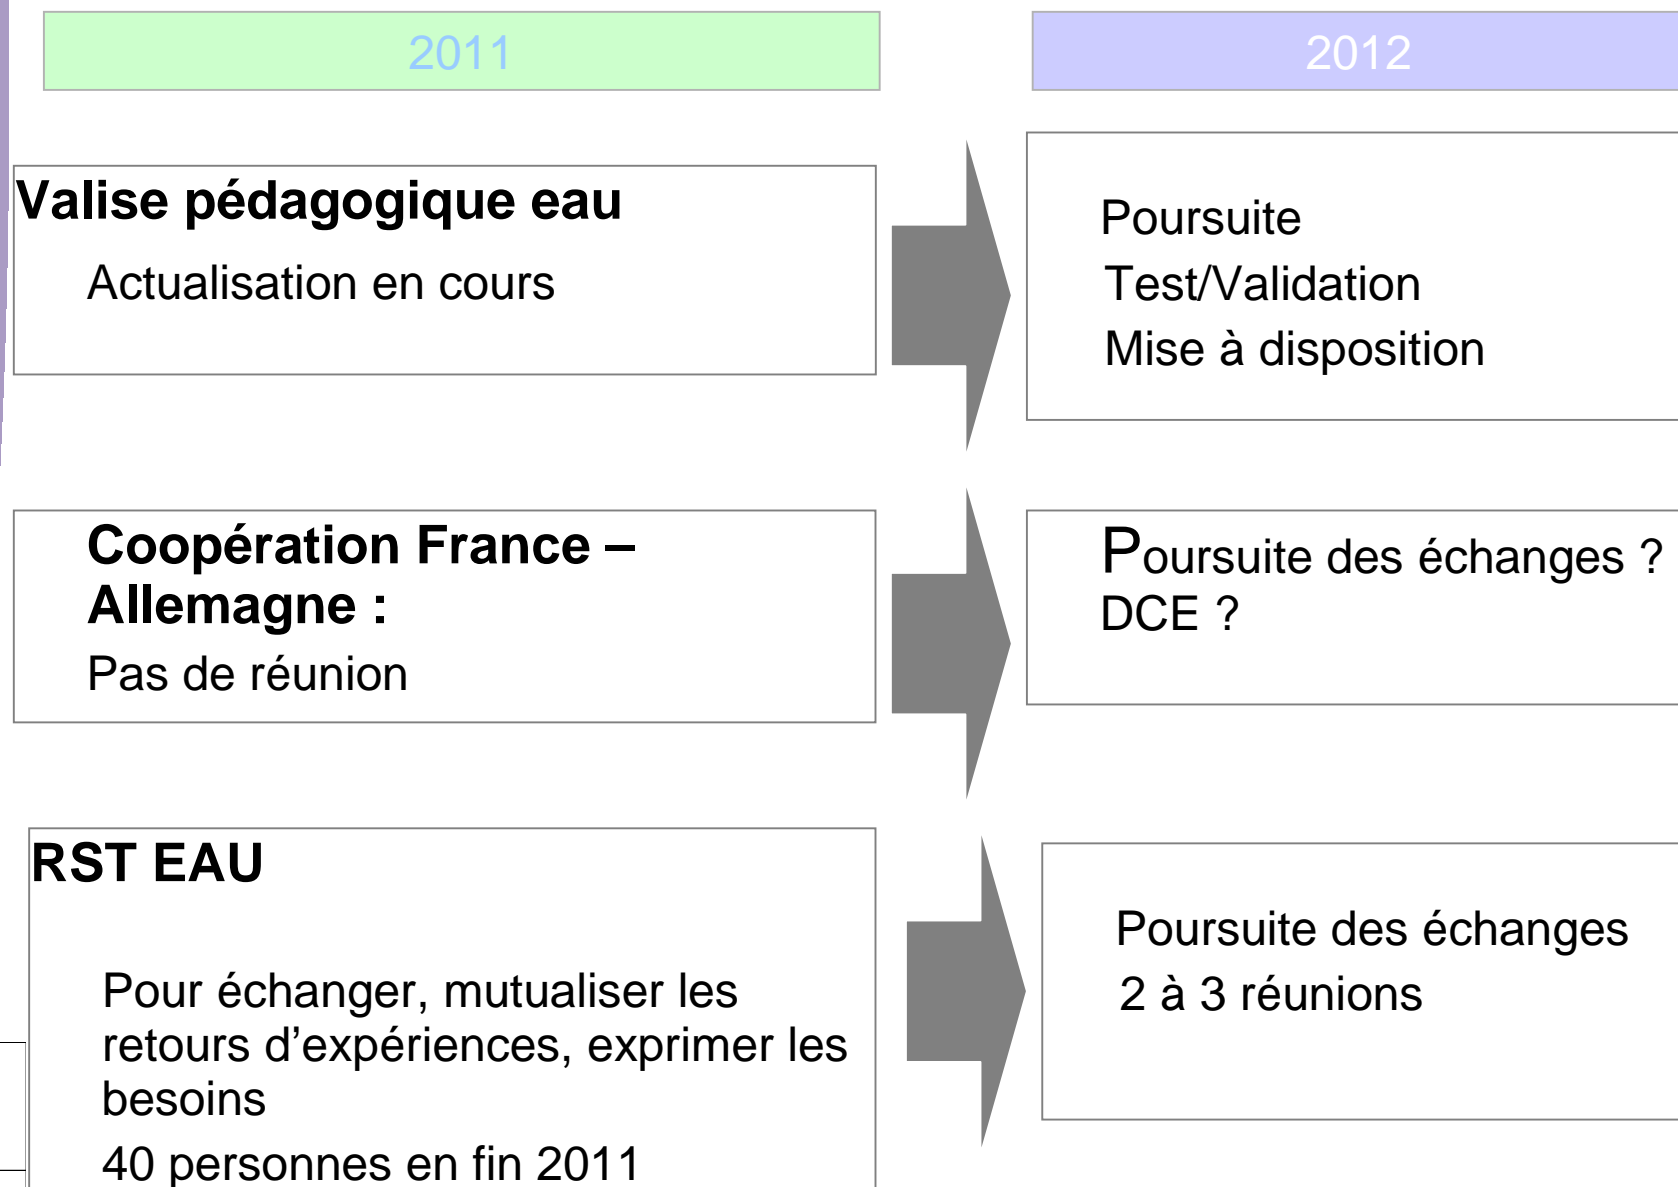 2011
2012
Valise pédagogique eau
Actualisation en cours
Poursuite
Test/Validation
Mise à disposition
Coopération France –
Allemagne :
Pas de réunion
Poursuite des échanges ?
DCE ?
RST EAU
Pour échanger, mutualiser les
retours d’expériences, exprimer les
besoins
40 personnes en fin 2011
Poursuite des échanges
2 à 3 réunions